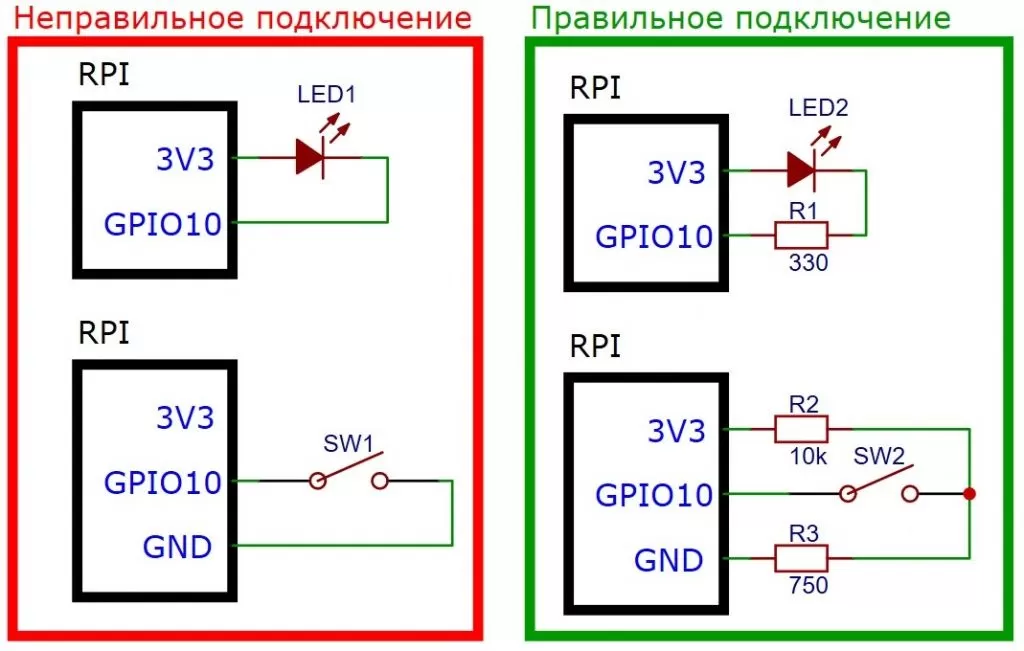 Неправильное подключение
RPI
LED1
3V3
GPIO10
RPI
3V3
SW1
GPIO10
GND
Правильное подключение
RPI
LED2
3V3
R1
GPIO10
330
RPI
R2
3V3
10k
SW2
GPIO10
R3
GND
750